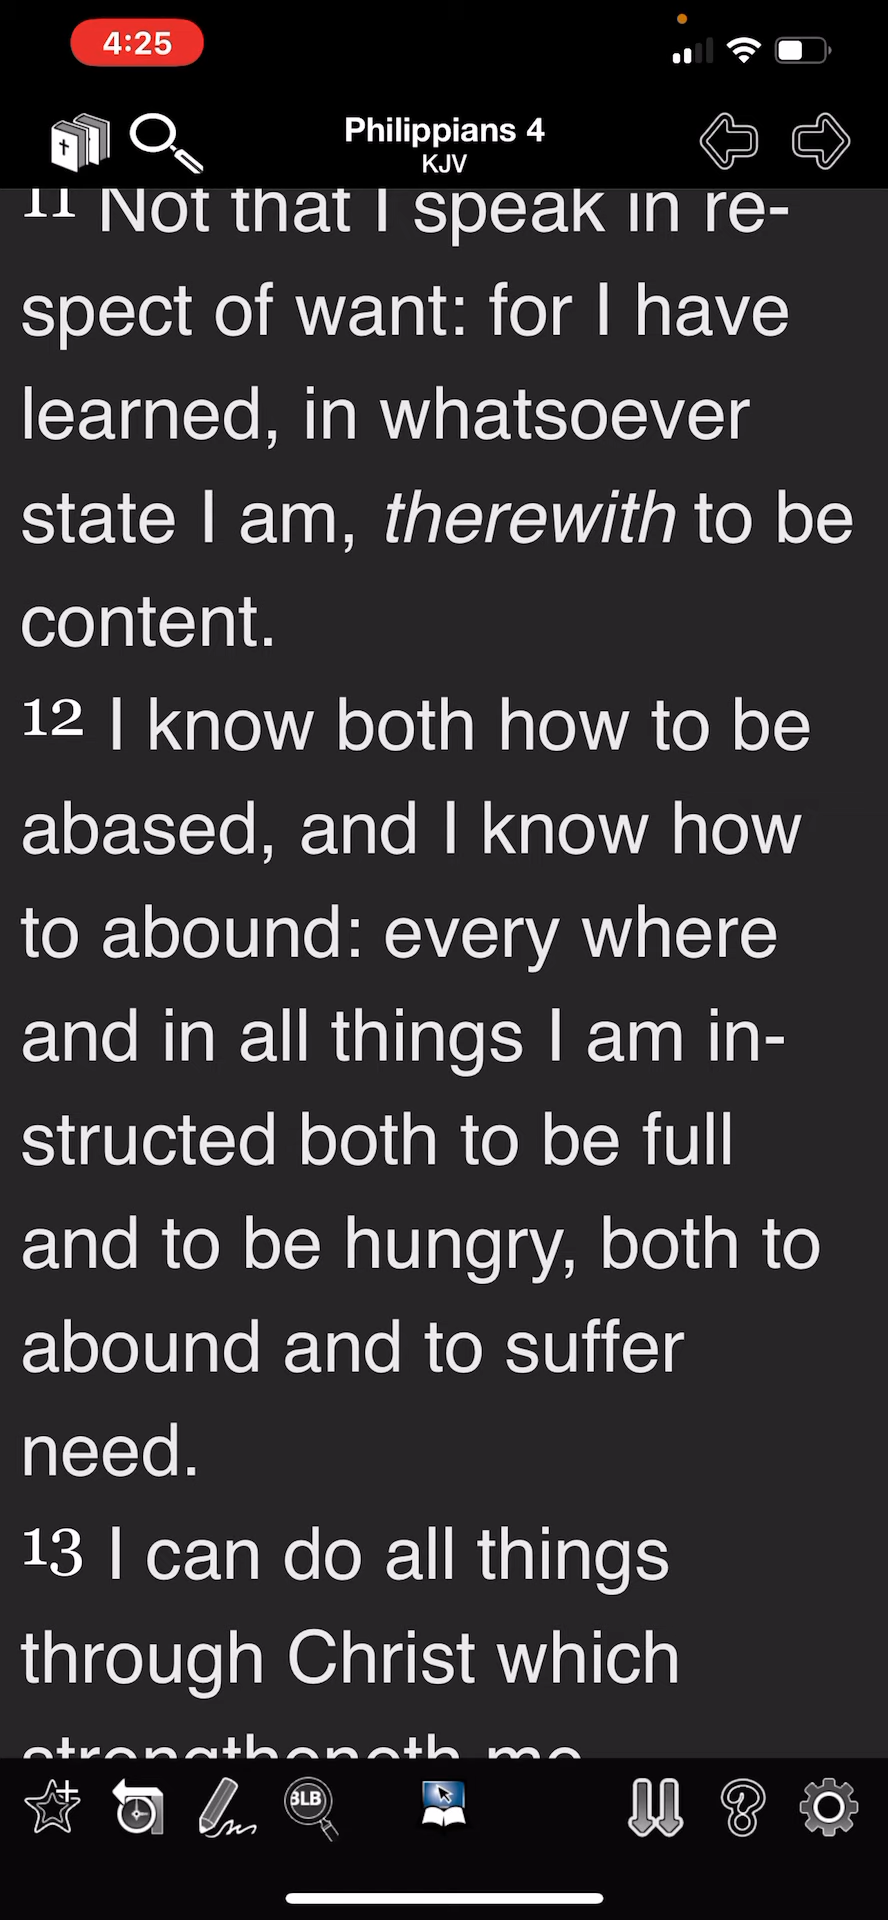 4:25
Philippians 4
KJV
11 Not that I speak in re-
spect of want: for I have
learned, in whatsoever
state I am, therewith to be
content.
12 I know both how to be
abased, and I know how
to abound: every where
and in all things I am in-
structed both to be full
and to be hungry, both to
abound and to suffer
need.
13 I can do all things
through Christ which
strengtheneth me
BLB